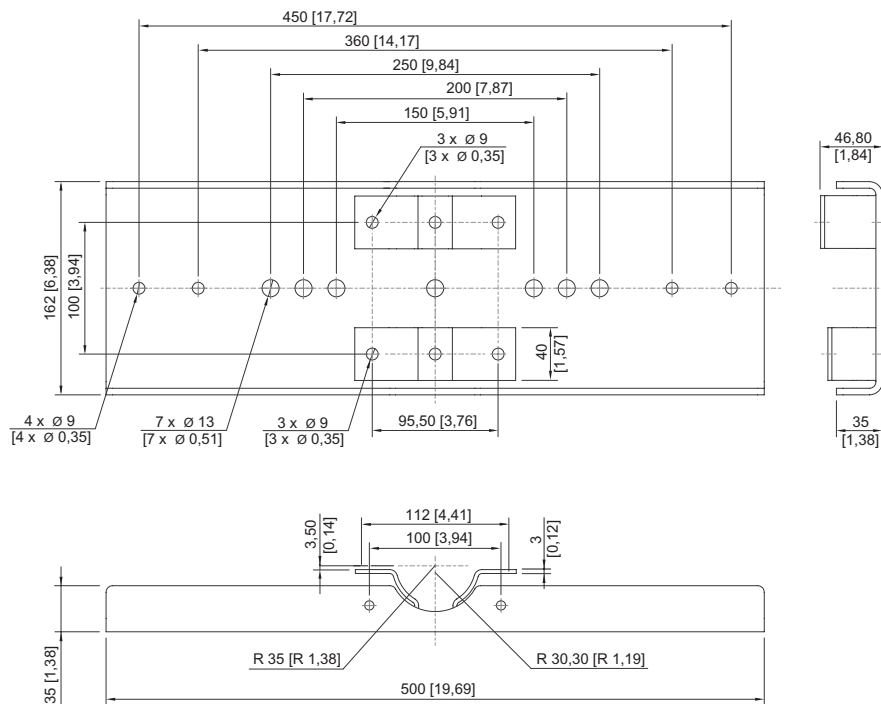 450 [17,72]
360 [14,17]
250 [9,84]
200 [7,87]
150 [5,91]
3 x Ø 9
[3 x Ø 0,35]
46,80
[1,84]
162 [6,38]
100 [3,94]
40
[1,57]
4 x Ø 9
[4 x Ø 0,35]
7 x Ø 13
[7 x Ø 0,51]
3 x Ø 9
[3 x Ø 0,35]
95,50 [3,76]
35
[1,38]
3,50
[0,14]
112 [4,41]
100 [3,94]
3
[0,12]
35 [1,38]
R 35 [R 1,38]
R 30,30 [R 1,19]
500 [19,69]